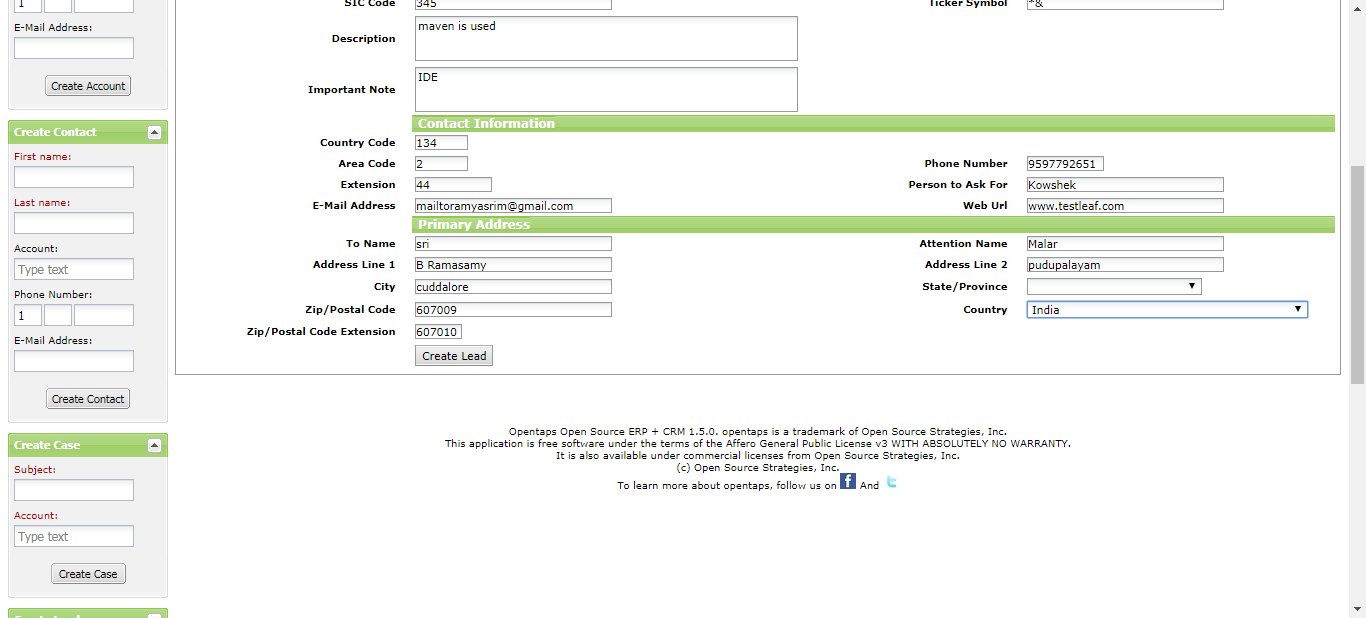 1
E-Mail Address:
Create Account
Create Contact
First name:
Last name:
Account:
Type text
Phone Number:
1
E-Mail Address:
Create Contact
Create Case
Subject:
Account:
Type text
Create Case
SIC Code 345 Ticker Symbol *&
Description maven is used
Important Note IDE
Contact Information
Country Code 134
Area Code 2 Phone Number 9597792651
Extension 44 Person to Ask For Kowshek
E-Mail Address mailtoramyasrim@gmail.com Web Url www.testleaf.com
Primary Address
To Name sri Attention Name Malar
Address Line 1 B Ramasamy Address Line 2 pudupalayam
City cuddalore State/Province
Zip/Postal Code 607009 Country India
Zip/Postal Code Extension 607010
Create Lead
Opentaps Open Source ERP + CRM 1.5.0. opentaps is a trademark of Open Source Strategies, Inc.
This application is free software under the terms of the Affero General Public License v3 WITH ABSOLUTELY NO WARRANTY.
It is also available under commercial licenses from Open Source Strategies, Inc.
(c) Open Source Strategies, Inc.
To learn more about opentaps, follow us on f And t